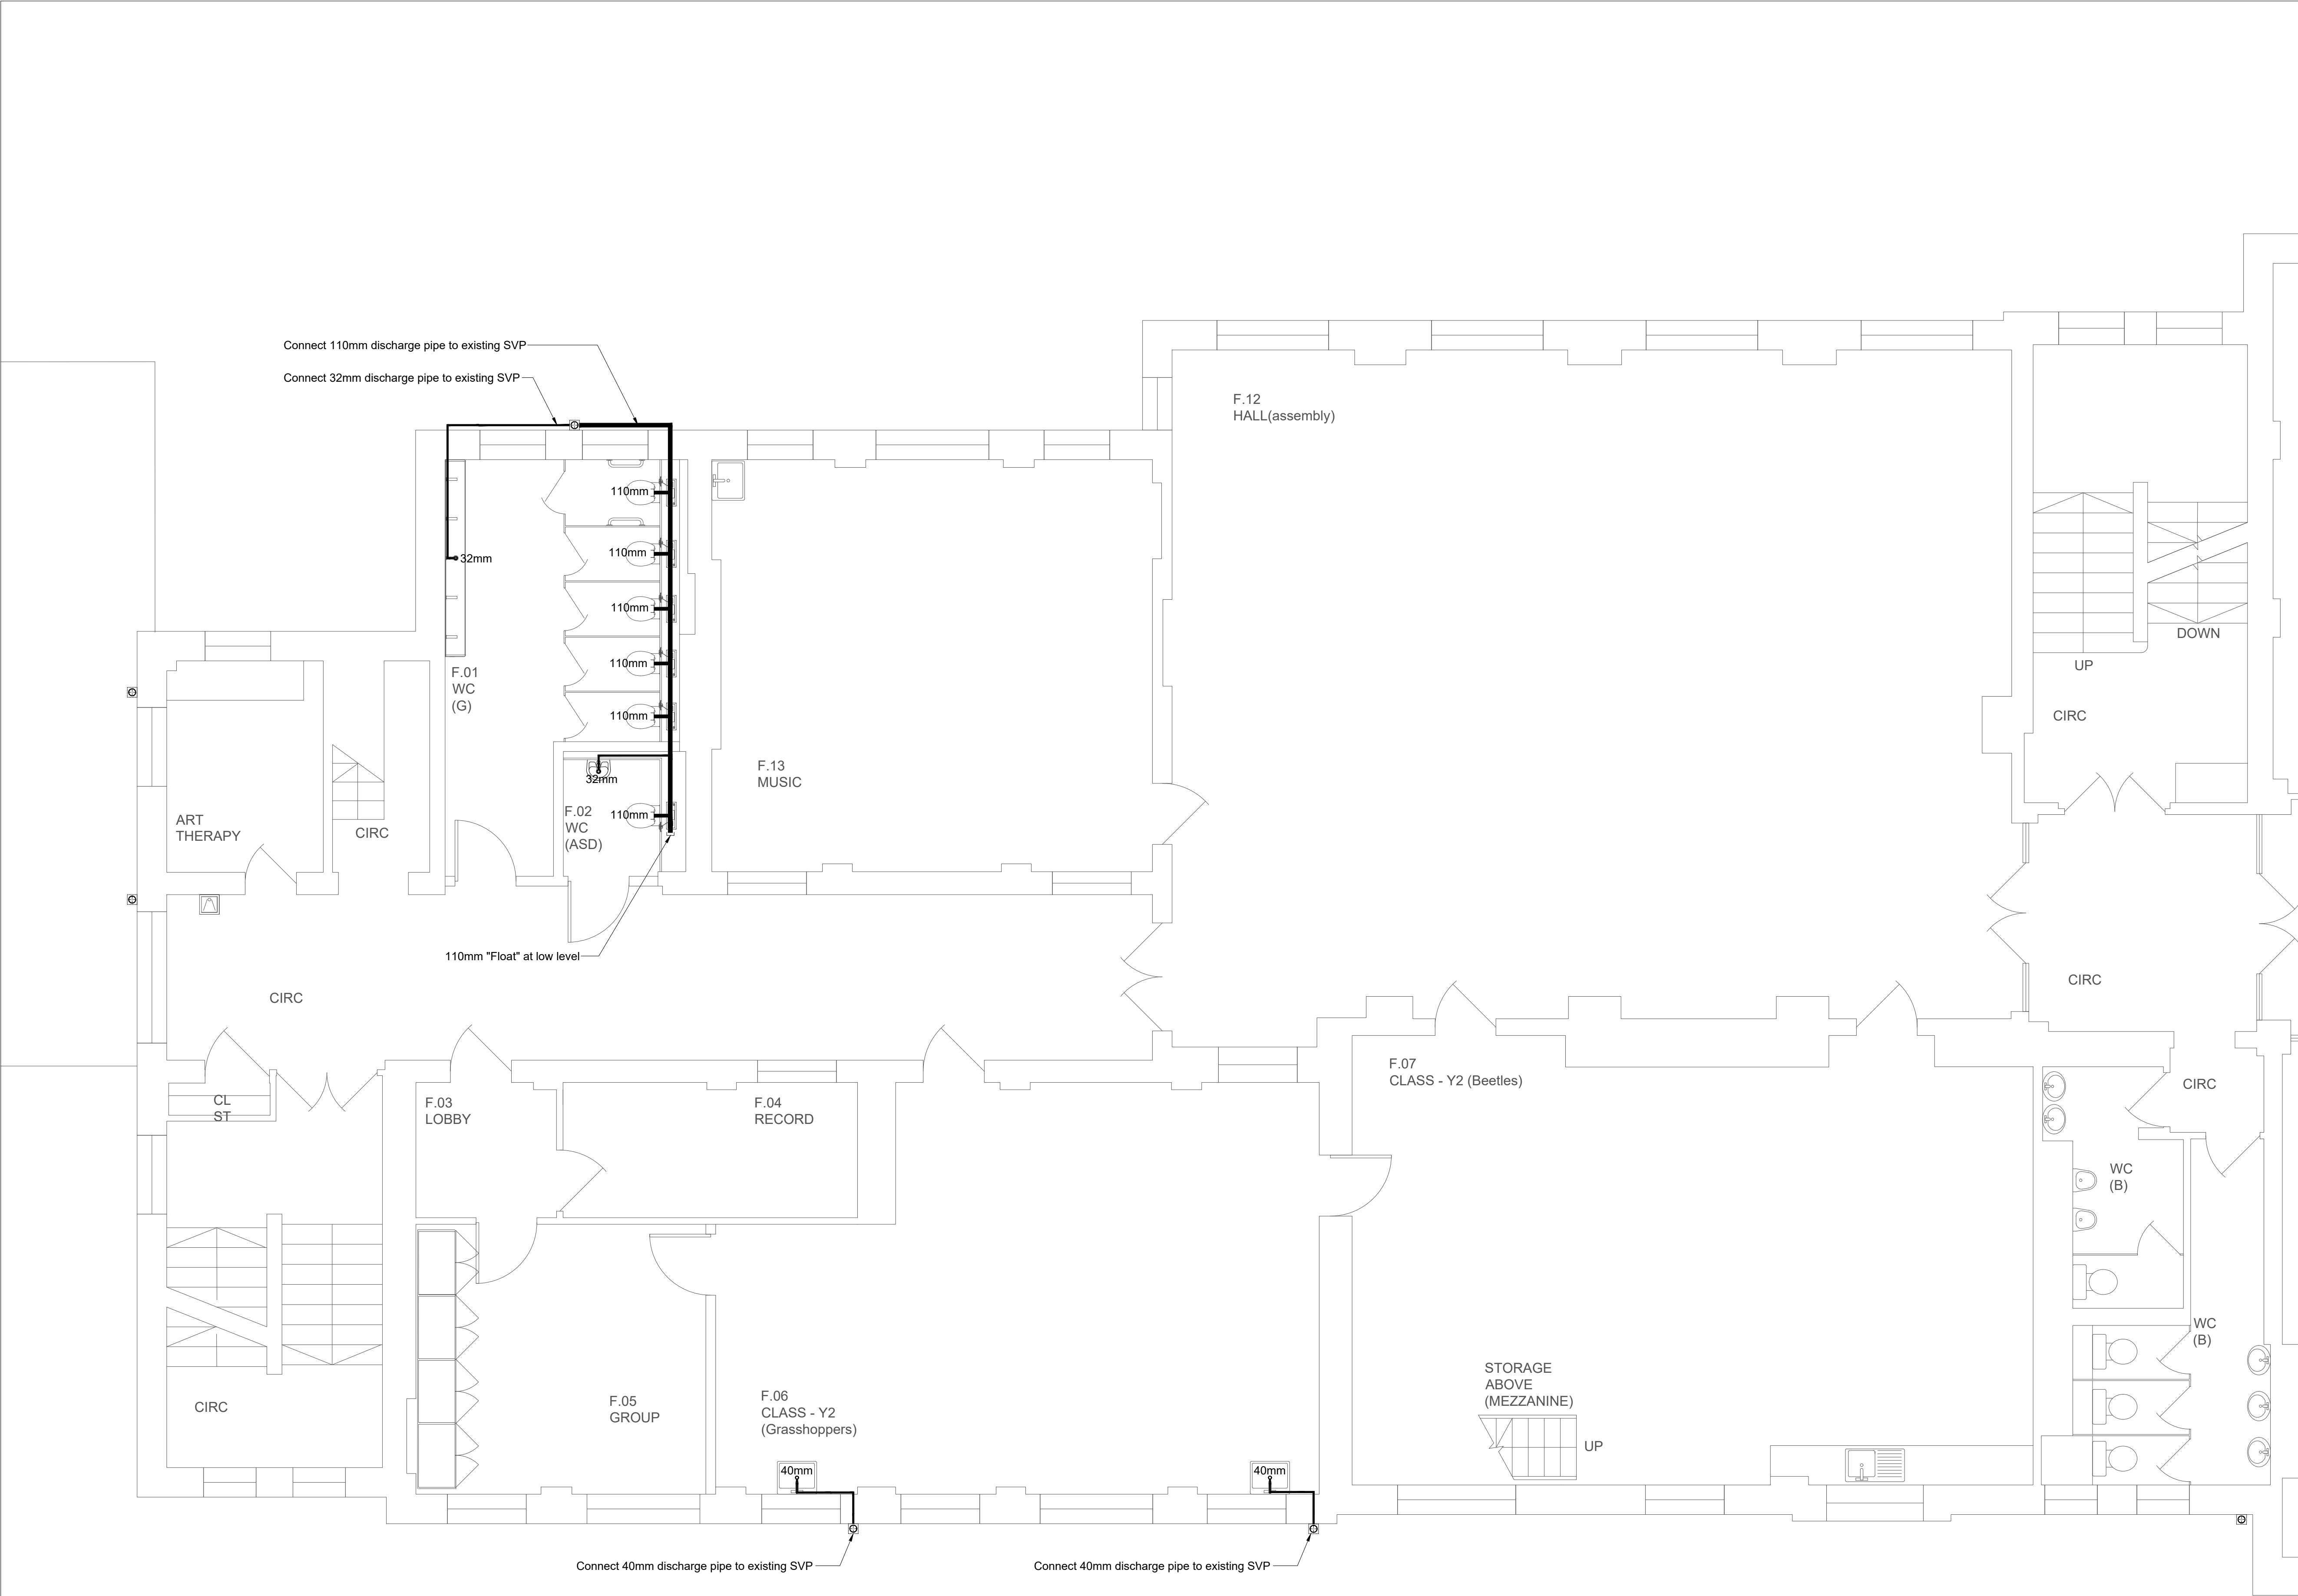 Connect 110mm discharge pipe to existing SVP
Connect 32mm discharge pipe to existing SVP
F.12
HALL(assembly)
110mm
110mm
32mm
110mm
DOWN
UP
110mm
F.01
WC
(G)
110mm
CIRC
F.13
MUSIC
32mm
F.02
WC
(ASD)
110mm
ART
THERAPY
CIRC
110mm "Float" at low level
CIRC
CIRC
F.07
CLASS - Y2 (Beetles)
CIRC
CL
ST
F.03
LOBBY
F.04
RECORD
WC
(B)
WC
(B)
STORAGE
ABOVE
(MEZZANINE)
UP
CIRC
F.05
GROUP
F.06
CLASS - Y2
(Grasshoppers)
40mm
40mm
Connect 40mm discharge pipe to existing SVP
Connect 40mm discharge pipe to existing SVP